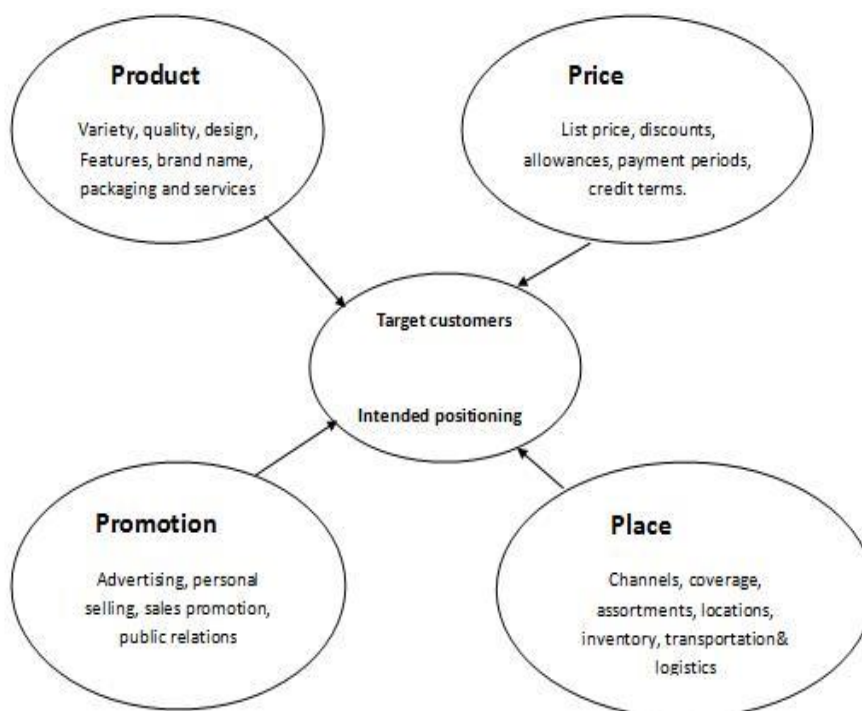 Product
Variety, quality, design,
Features, brand name,
packaging and services
Price
List price, discounts,
allowances, payment periods,
credit terms.
Target customers
Intended positioning
Promotion
Advertising, personal
selling, sales promotion,
public relations
Place
Channels, coverage,
assortments, locations,
inventory, transportation&
logistics